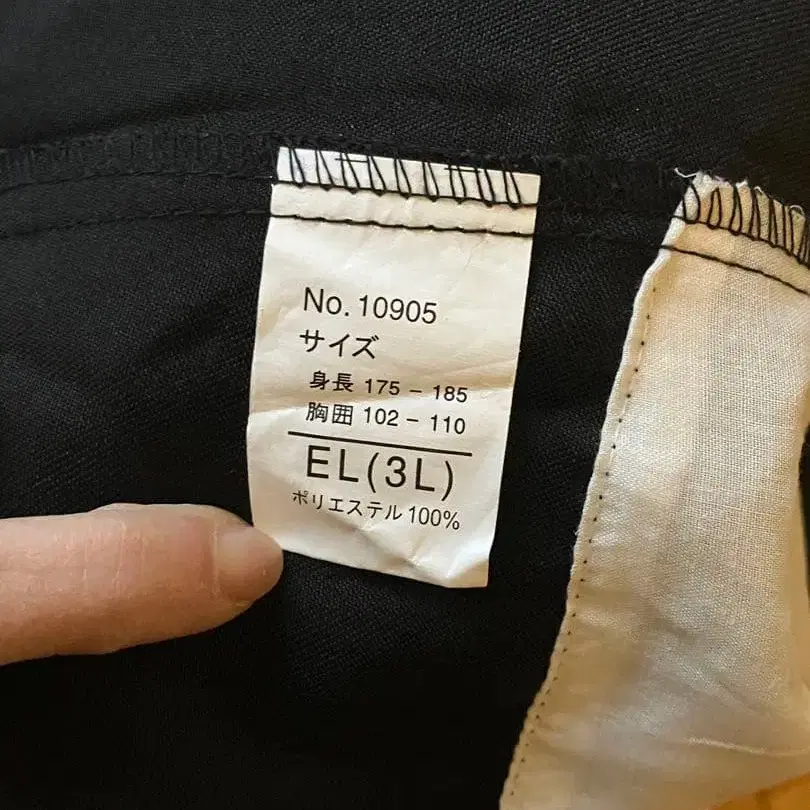 No. 10905
サイズ
身長 175 - 185
胸囲 102 - 110
EL(3L)
ポリエステル 100%